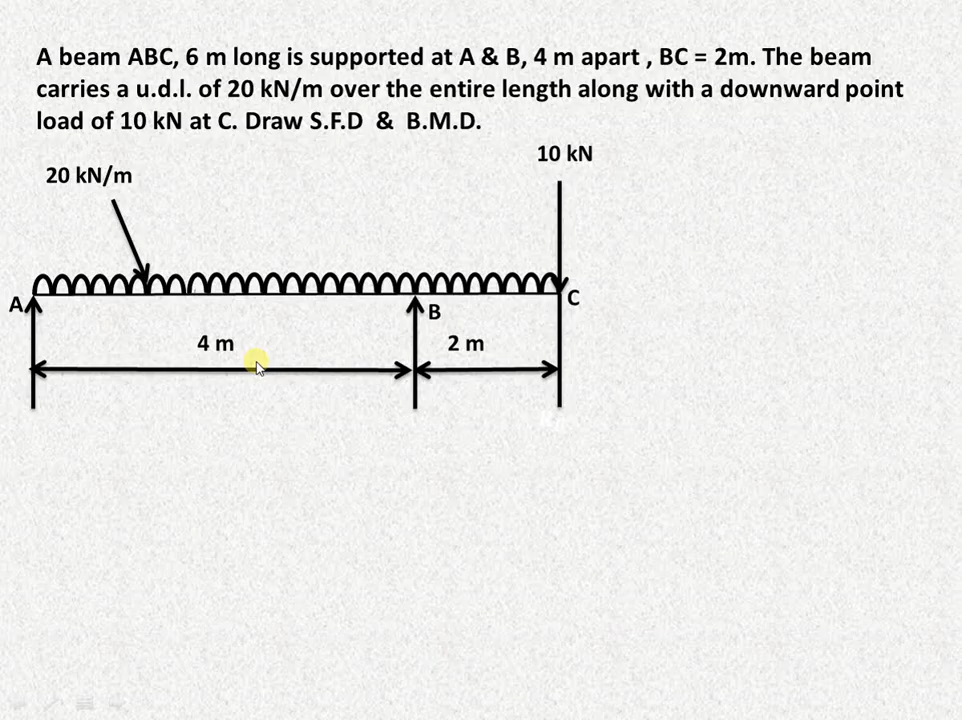 A beam ABC, 6 m long is supported at A & B, 4 m apart , BC = 2m. The beam
carries a u.d.l. of 20 kN/m over the entire length along with a downward point
load of 10 kN at C. Draw S.F.D & B.M.D.
10 kN
20 kN/m
A
B
C
4 m
2 m